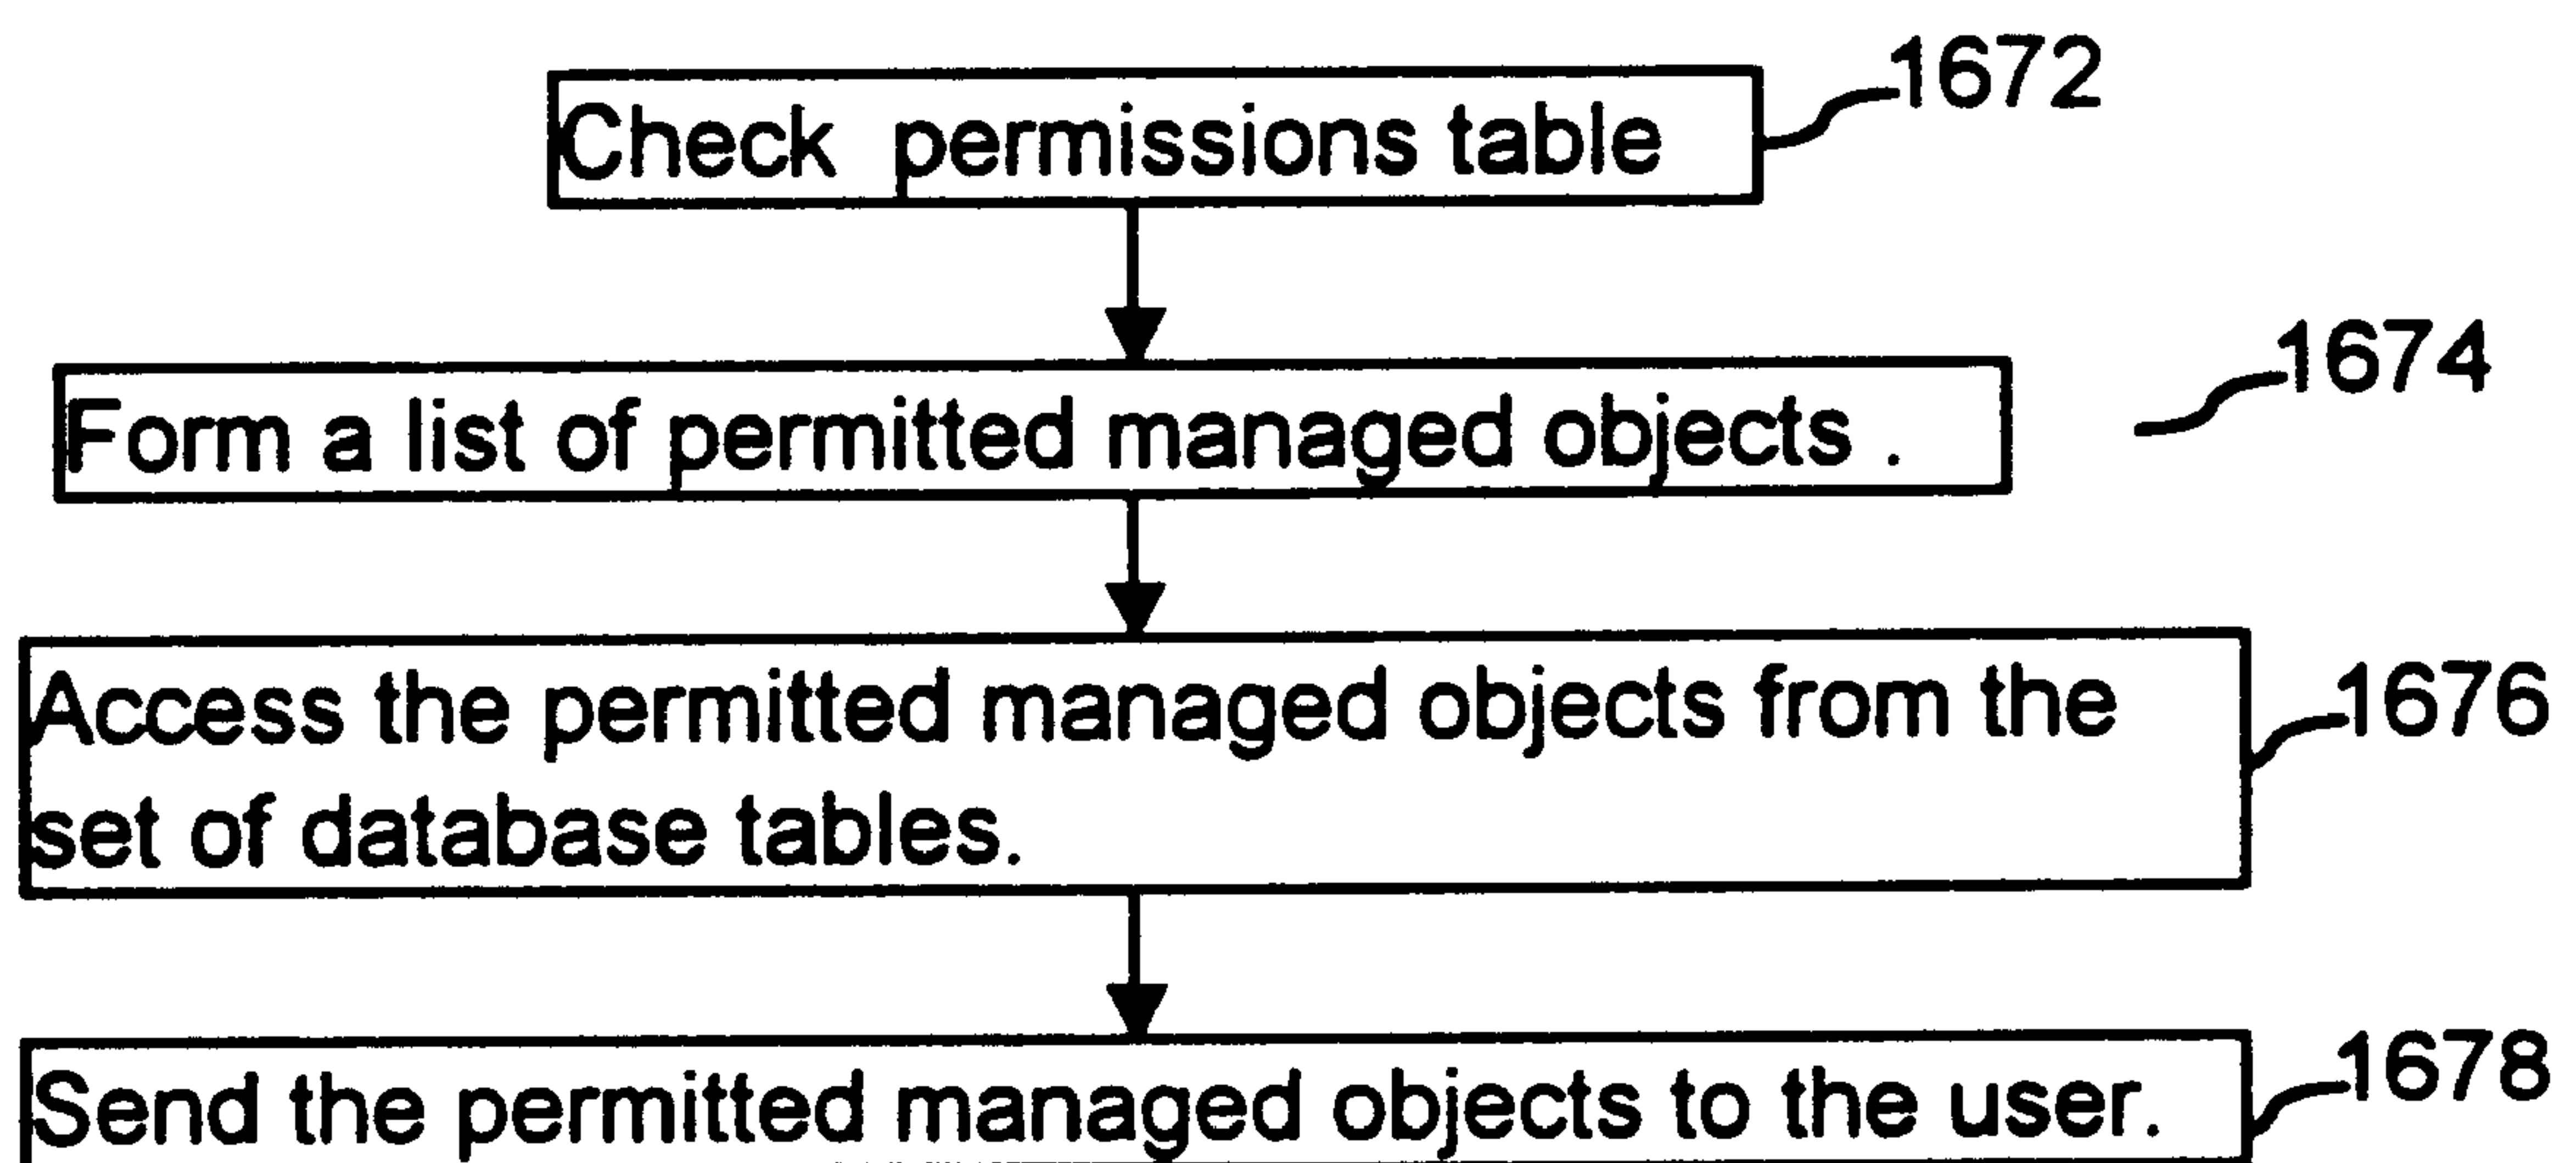 1672
Check permissions table
1674
Form a list of permitted managed objects .
Access the permitted managed objects from the
1676
set of database tables.
1678
Send the permitted managed objects to the user.